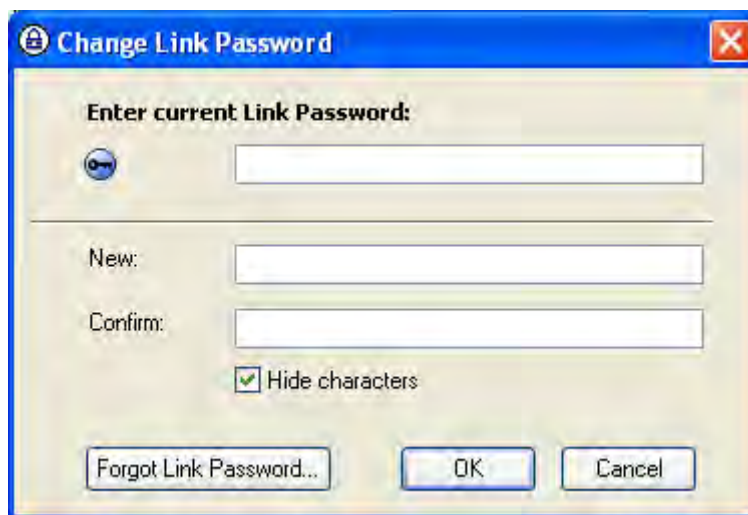 Change Link Password
Enter current Link Password:
New:
Confirm:
Hide characters
Forgot Link Password... OK Cancel